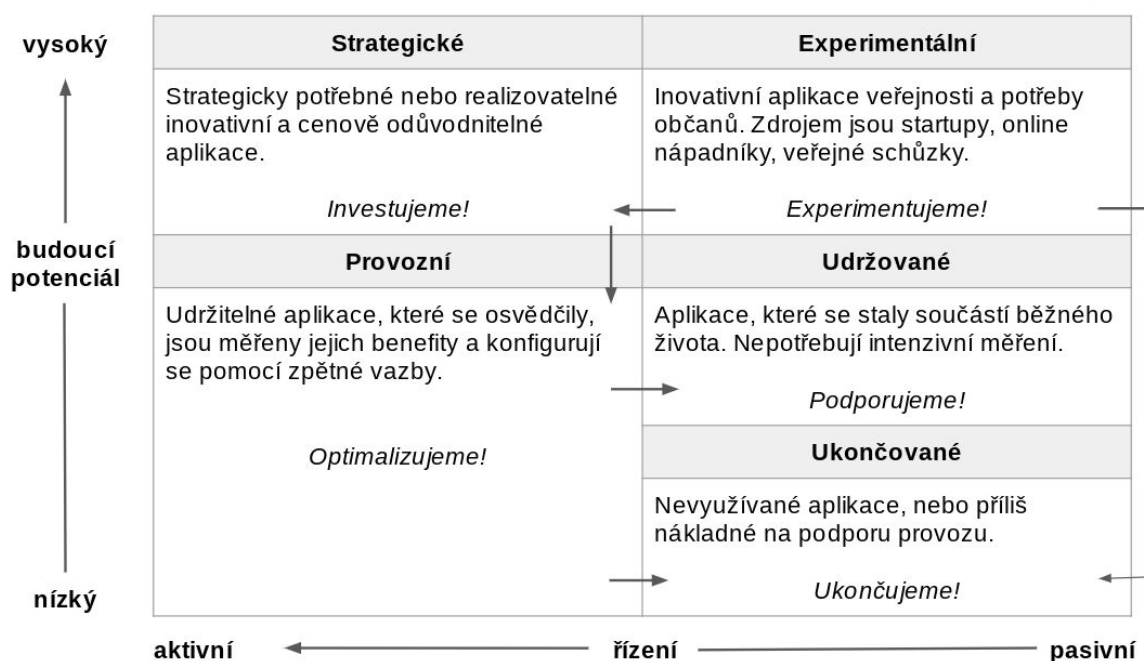 vysoký
budoucí
potenciál
nízký
Strategické
Strategicky potřebné nebo realizovatelné
inovativní a cenově odůvodnitelné
aplikace.
Investujeme!
Experimentální
Inovativní aplikace veřejnosti a potřeby
občanů. Zdrojem jsou startupy, online
nápadníky, veřejné schůzky.
Experimentujeme!
Provozní
Udržitelné aplikace, které se osvědčily,
jsou měřeny jejich benefity a konfigurují
se pomocí zpětné vazby.
Optimalizujeme!
Udržované
Aplikace, které se staly součástí běžného
života. Nepotřebují intenzivní měření.
Podporujeme!
Ukončované
Nevyužívané aplikace, nebo příliš
nákladné na podporu provozu.
Ukončujeme!
aktivní
řízení
pasivní